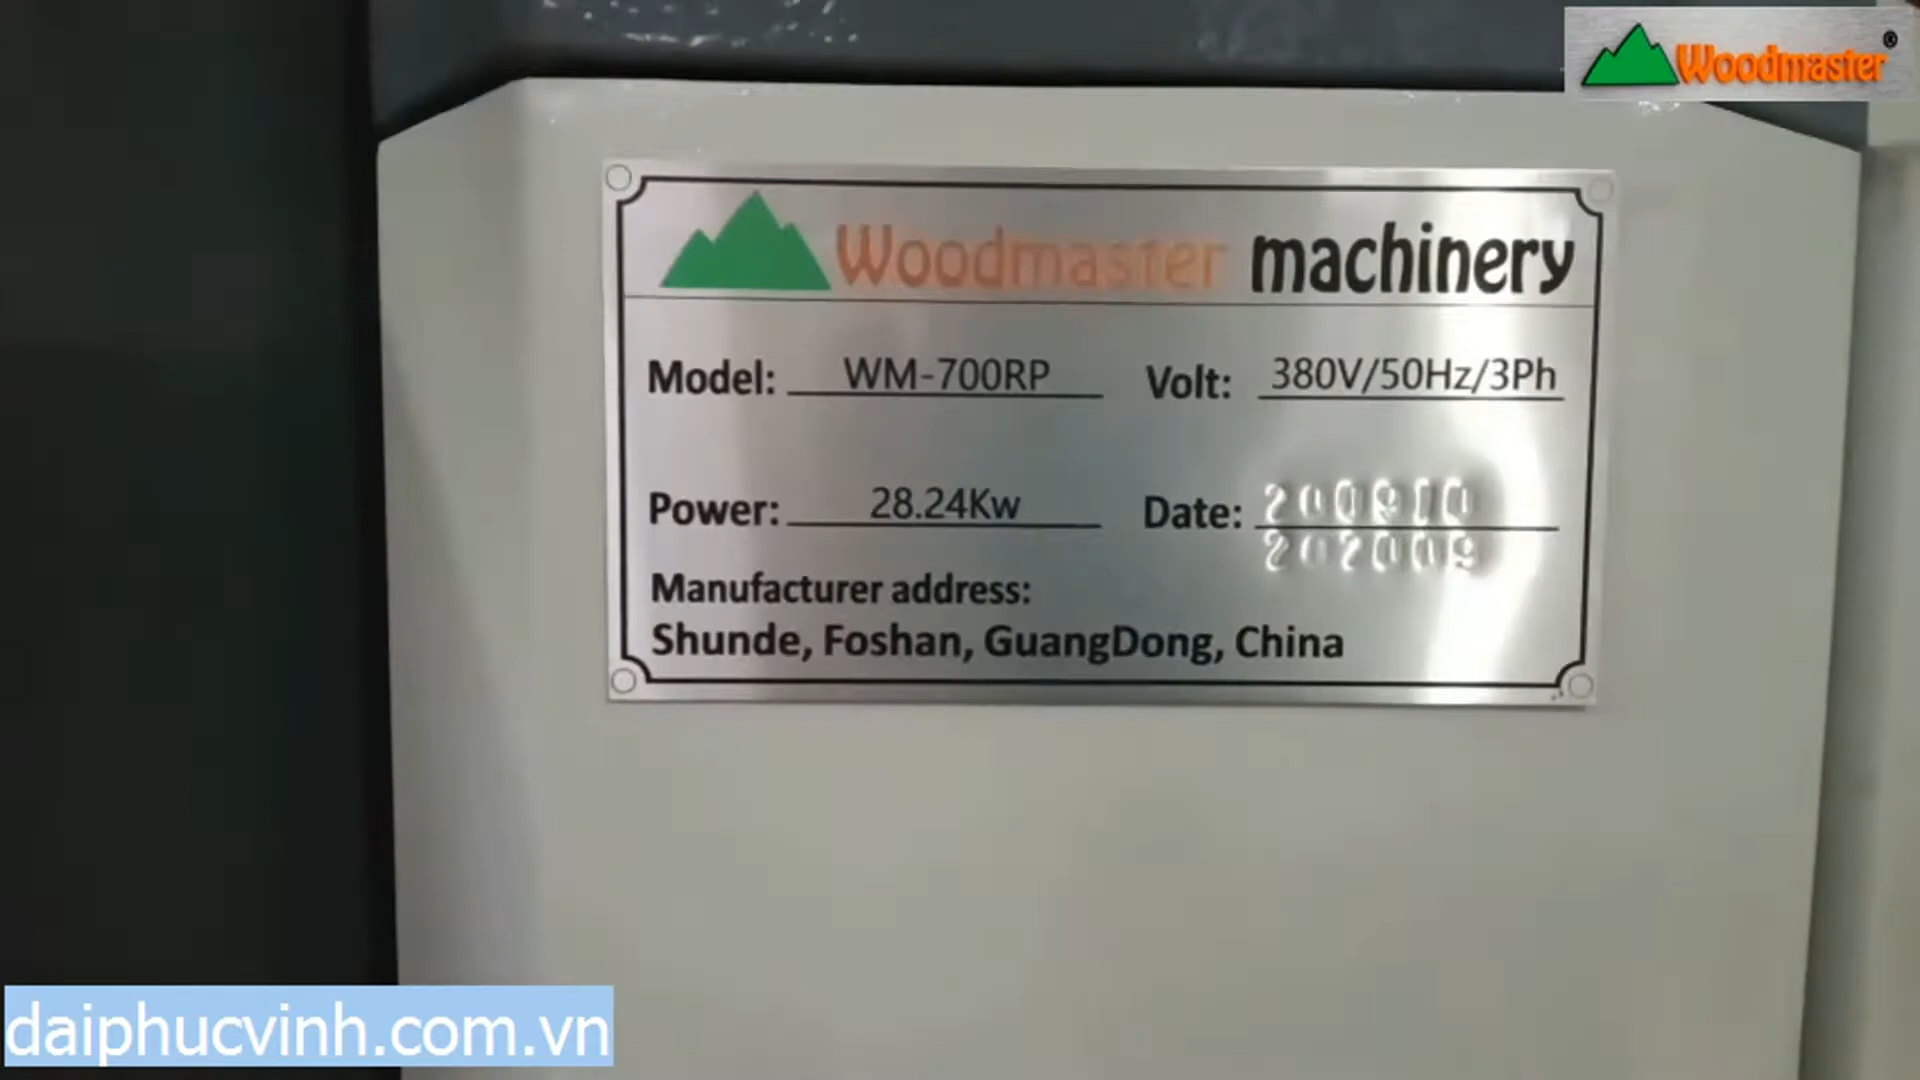 Woodmaster®
Woodmaster machinery
Model: WM-700RP Volt: 380V/50Hz/3Ph
Power: 28.24Kw Date: 200910
202009
Manufacturer address:
Shunde, Foshan, GuangDong, China
daiphucvinh.com.vn